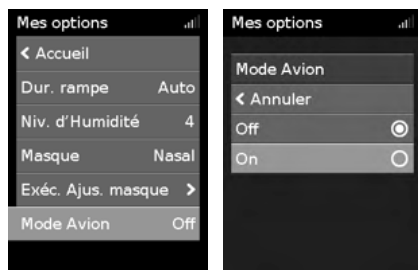 Mes options
< Accueil
Dur. rampe Auto
Niv. d'Humidité 4
Masque Nasal
Exéc. Ajus. masque >
Mode Avion Off
Mes options
Mode Avion
< Annuler
Off
On